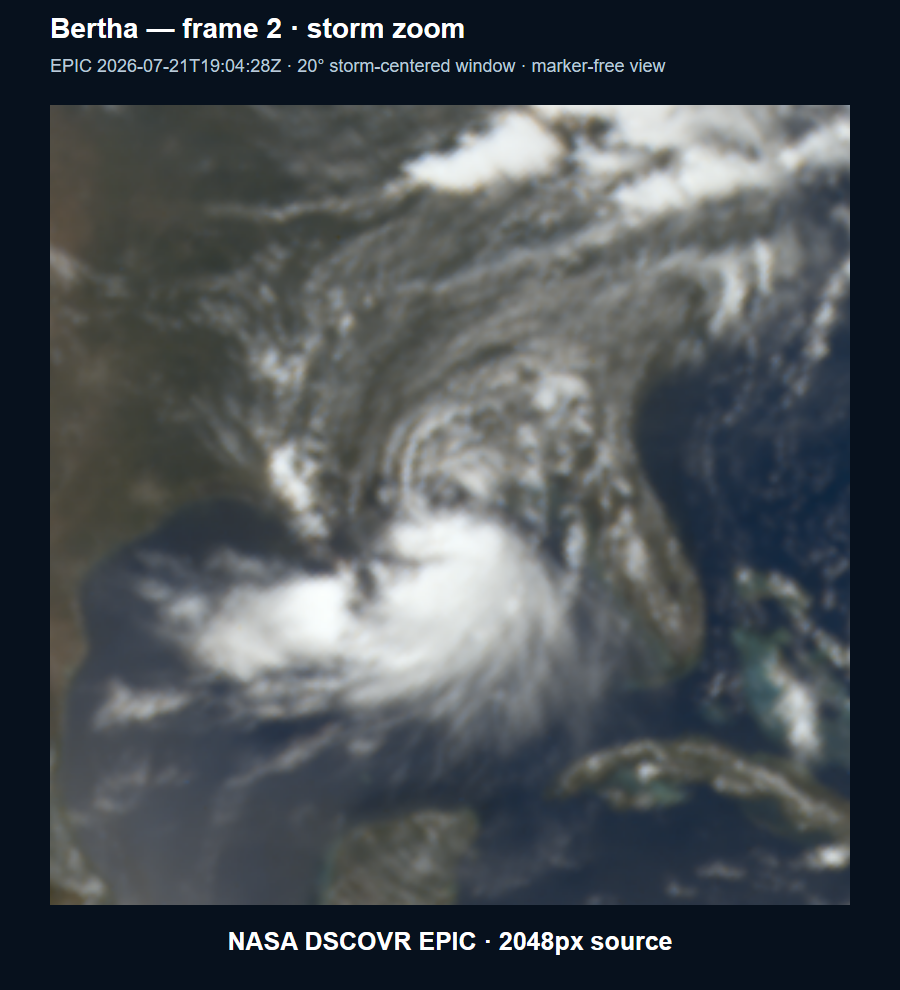 Bertha — frame 2 · storm zoom
EPIC 2026-07-21T19:04:28Z · 20° storm-centered window · marker-free view
NASA DSCOVR EPIC · 2048px source